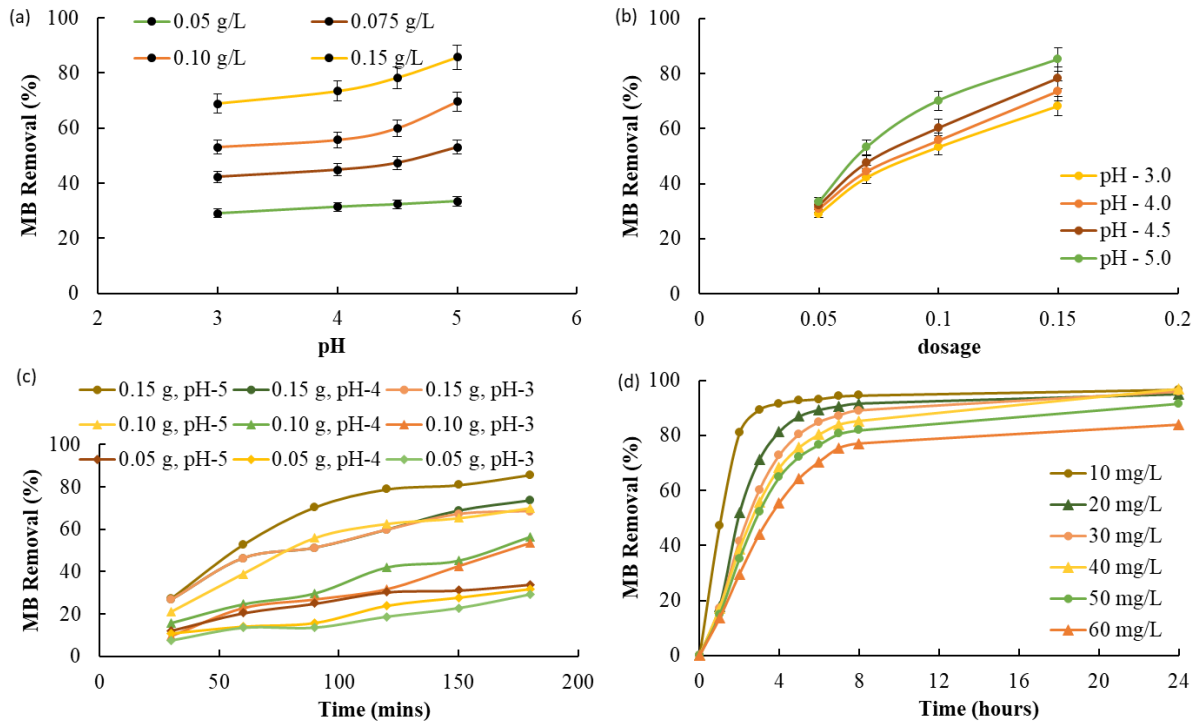 (a)
0.05 g/L 0.075 g/L
0.10 g/L 0.15 g/L
MB Removal (%)
100
80
60
40
20
0
2 3 4 5 6
pH
(b)
MB Removal (%)
100
80
60
40
20
0
pH - 3.0
pH - 4.0
pH - 4.5
pH - 5.0
0 0.05 0.1 0.15 0.2
dosage
(c)
0.15 g, pH-5 0.15 g, pH-4 0.15 g, pH-3
0.10 g, pH-5 0.10 g, pH-4 0.10 g, pH-3
0.05 g, pH-5 0.05 g, pH-4 0.05 g, pH-3
MB Removal (%)
100
80
60
40
20
0
0 50 100 150 200
Time (mins)
(d)
MB Removal (%)
100
80
60
40
20
0
10 mg/L
20 mg/L
30 mg/L
40 mg/L
50 mg/L
60 mg/L
0 4 8 12 16 20 24
Time (hours)